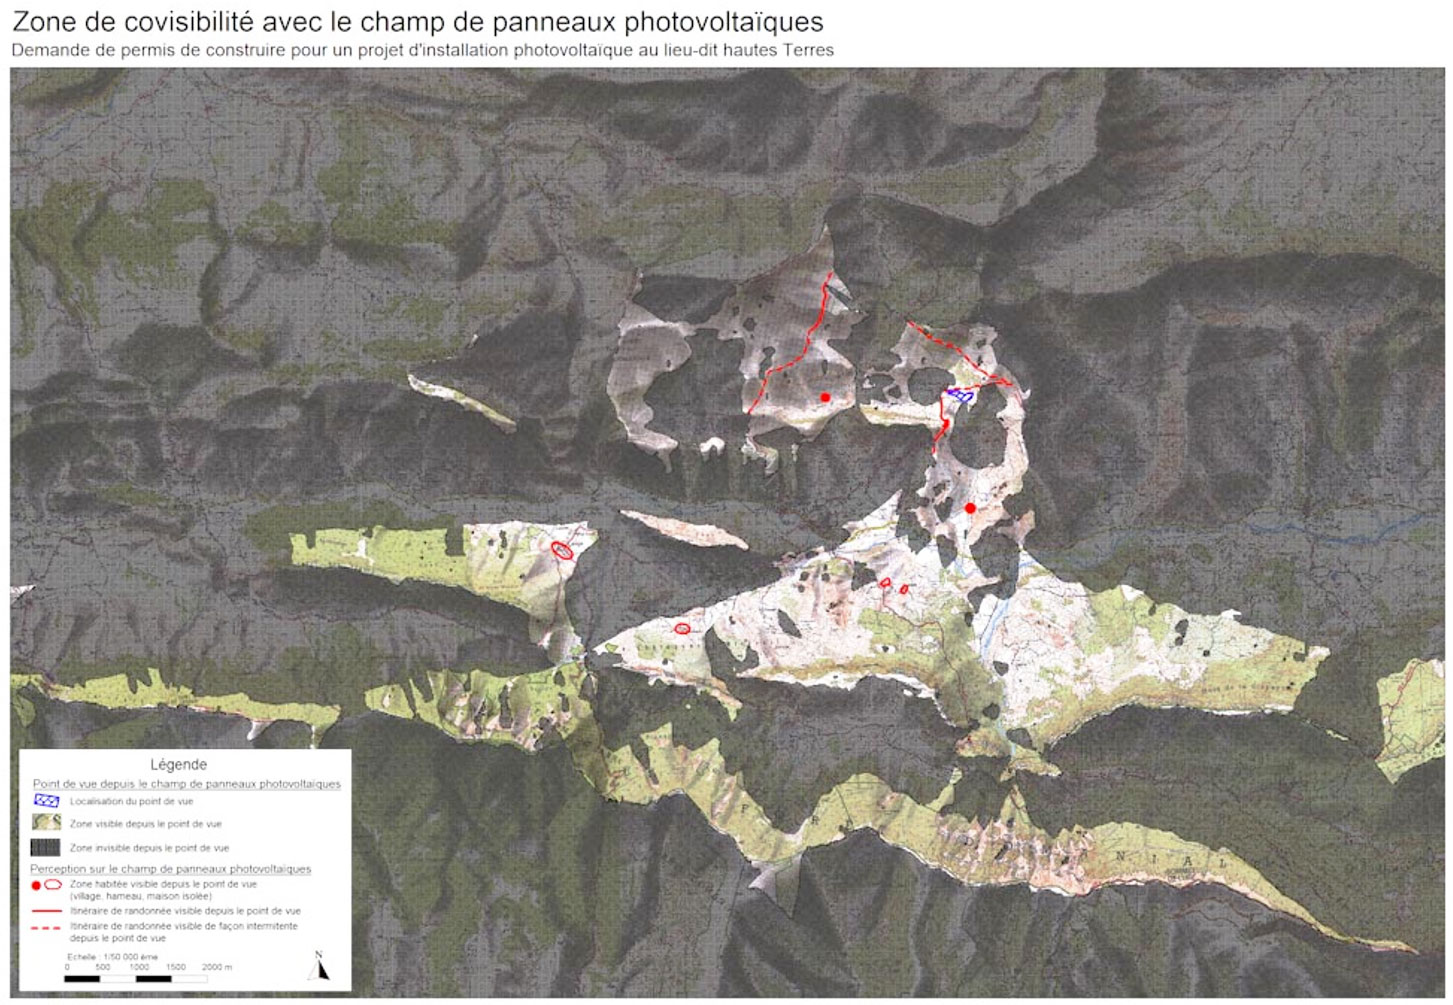 Zone de covisibilité avec le champ de panneaux photovoltaïques
Demande de permis de construire pour un projet d'installation photovoltaïque au lieu-dit hautes Terres
Légende
Point de vue depuis le champ de panneaux photovoltaïques
Localisation du point de vue
Zone visible depuis le point de vue
Zone invisible depuis le point de vue
Perception sur le champ de panneaux photovoltaïques
Zone habitée visible depuis le point de vue
(village, hameau, maison isolée)
Itinéraire de randonnée visible depuis le point de vue
Itinéraire de randonnée visible de façon intermitente
depuis le point de vue
Echelle : 1/50 000 ème
0 500 1000 1500 2000 m
N
N I A L